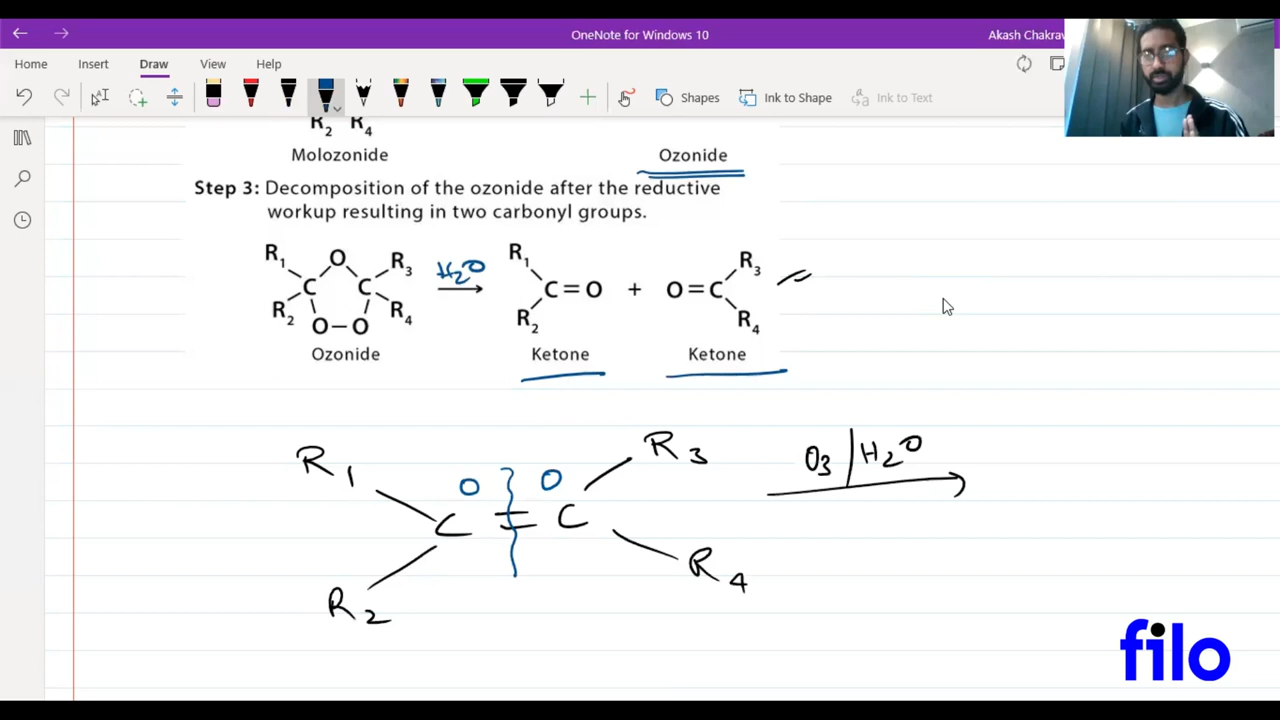 OneNote for Windows 10
Akash Chakrav
Home Insert Draw View Help
Shapes Ink to Shape Ink to Text
R2 R4
Molozonide Ozonide
Step 3: Decomposition of the ozonide after the reductive
workup resulting in two carbonyl groups.
R1 O R3 H2O R1 R3
C C C=O + O=C
R2 O–O R4 R2 R4
Ozonide Ketone Ketone
R1 O O R3 O3/H2O
C = C
R2 R4
filo